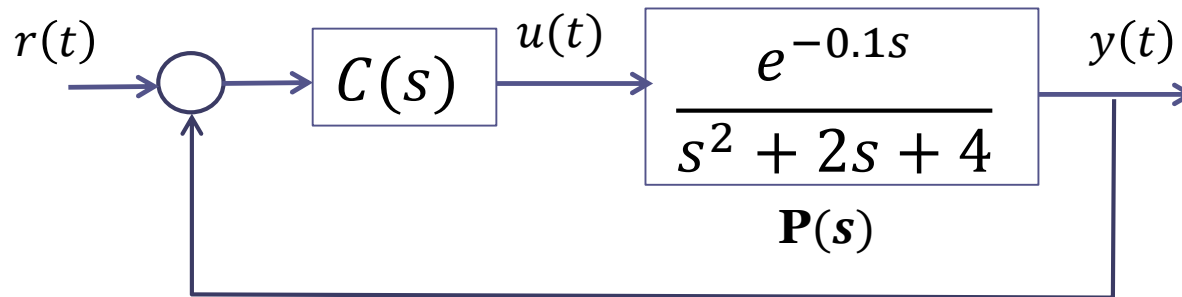 r(t)
C(s)
u(t)
e^{-0.1s}
s^2 + 2s + 4
P(s)
y(t)